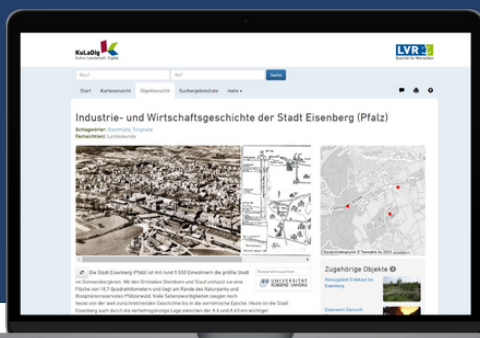 KuLaDig
Kultur. Landschaft. Digital.
LVR
Qualität für Menschen
Was?
Wo?
Suche
Start Kartenansicht Objektansicht Suchergebnisliste mehr
Industrie- und Wirtschaftsgeschichte der Stadt Eisenberg (Pfalz)
Schlagwörter: Eisenhütte, Tongrube
Fachsicht(en): Landeskunde
Die Stadt Eisenberg (Pfalz) ist mit rund 9.500 Einwohnern die größte Stadt
im Donnersbergkreis. Mit den Ortsteilen Steinborn und Stauf umfasst sie eine
Fläche von 18,7 Quadratkilometern und liegt am Rande des Naturparks und
Biosphärenreservates Pfälzerwald. Viele Sehenswürdigkeiten zeugen noch
heute von der weit zurückreichenden Geschichte bis in die vorrömische Epoche. Heute ist die Stadt
Eisenberg auch durch die verkehrsgünstige Lage zwischen der A 6 und A 63 ein wichtiger
UNIVERSITÄT
KOBLENZ·LANDAU
Zugehörige Objekte
Eisenberg
Eisenwerk Gienanth